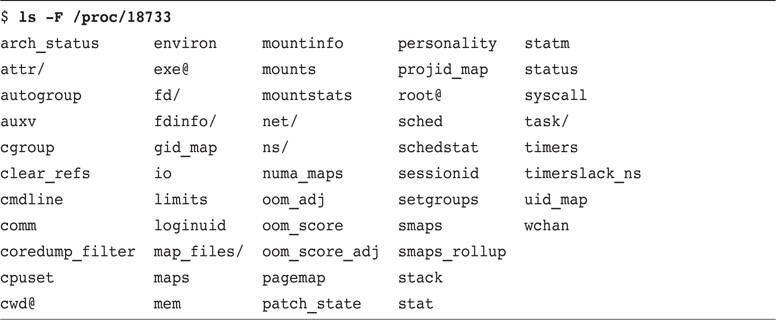 $ ls -F /proc/18733
arch_status environ mountinfo personality statm
attr/ exe@ mounts projid_map status
autogroup fd/ mountstats root@ syscall
auxv fdinfo/ net/ sched task/
cgroup gid_map ns/ schedstat timers
clear_refs io numa_maps sessionid timerslack_ns
cmdline limits oom_adj setgroups uid_map
comm loginuid oom_score smaps wchan
coredump_filter map_files/ oom_score_adj smaps_rollup
cpuset maps pagemap stack
cwd@ mem patch_state stat